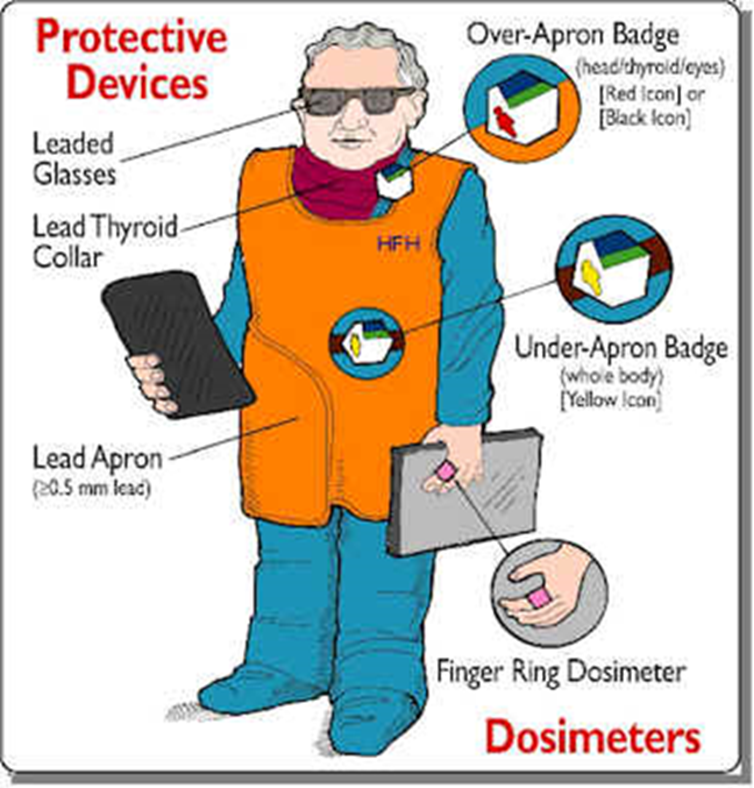 Protective
Devices
Over-Apron Badge
(head/thyroid/eyes)
[Red Icon] or
[Black Icon]
Leaded
Glasses
Lead Thyroid
Collar
HFH
Under-Apron Badge
(whole body)
[Yellow Icon]
Lead Apron
(≥0.5 mm lead)
Finger Ring Dosimeter
Dosimeters